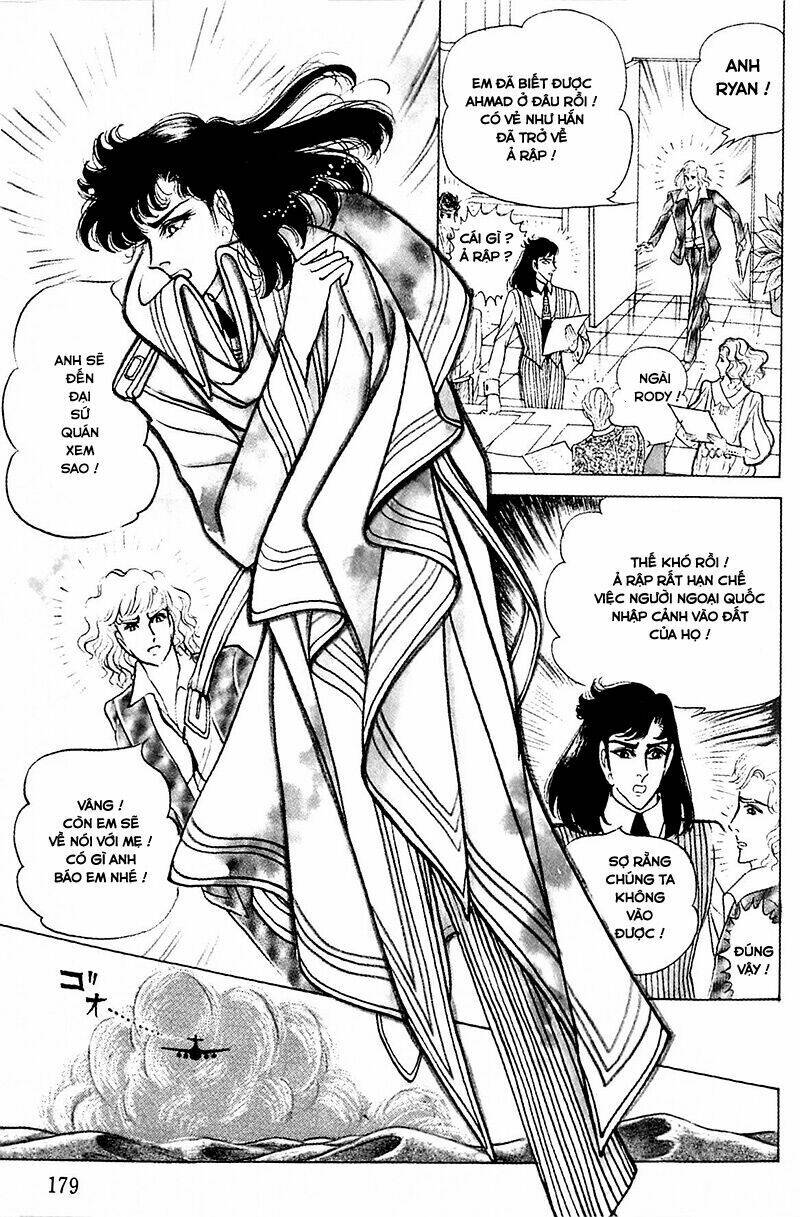 ANH
RYAN !
EM ĐÃ BIẾT ĐƯỢC
AHMAD Ở ĐÂU RỒI !
CÓ VẺ NHƯ HẮN
ĐÃ TRỞ VỀ
Ả RẬP !
CÁI GÌ ?
Ả RẬP ?
NGÀI
RODY !
THẾ KHÓ RỒI !
Ả RẬP RẤT HẠN CHẾ
VIỆC NGƯỜI NGOẠI QUỐC
NHẬP CẢNH VÀO ĐẤT
CỦA HỌ !
SỢ RẰNG
CHÚNG TA
KHÔNG
VÀO
ĐƯỢC !
ĐÚNG
VẬY !
ANH SẼ
ĐẾN
ĐẠI
SỨ
QUÁN
XEM
SAO !
VÂNG !
CÒN EM SẼ
VỀ NÓI VỚI MẸ !
CÓ GÌ ANH
BÁO EM NHÉ !
ゴオ
179